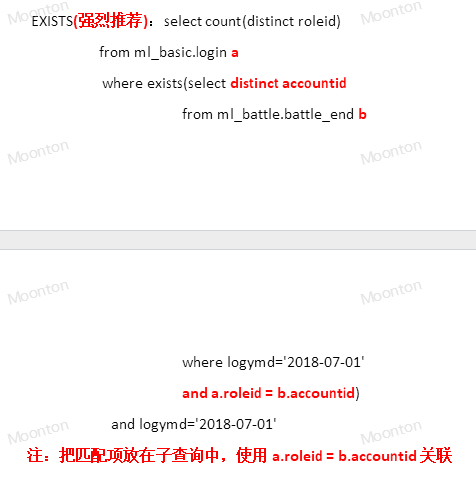 EXISTS(强烈推荐)：select count(distinct roleid)
from ml_basic.login a
where exists(select distinct accountid
from ml_battle.battle_end b
where logymd='2018-07-01'
and a.roleid = b.accountid)
and logymd='2018-07-01'
注：把匹配项放在子查询中，使用 a.roleid = b.accountid 关联
Moonton
Moonton
Moonton
Moonton
Moonton
Moonton
Moonton
Moonton